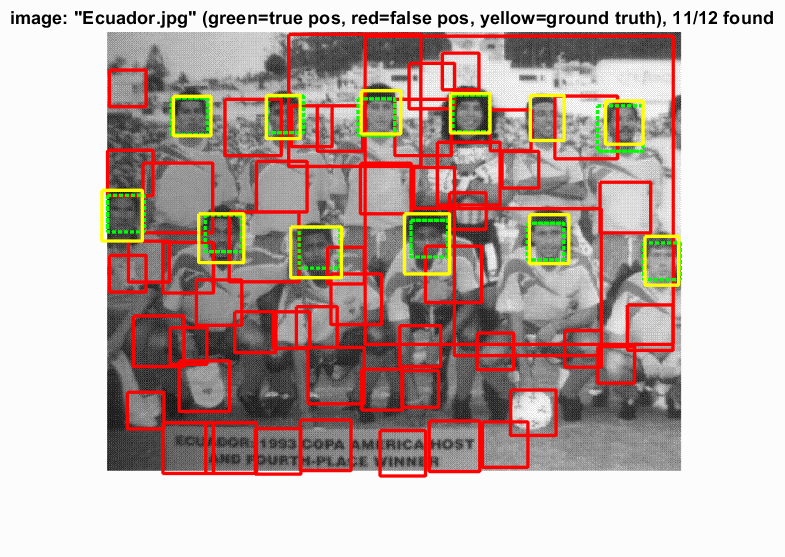 image: "Ecuador.jpg" (green=true pos, red=false pos, yellow=ground truth), 11/12 found
ECUADOR: 1993 COPA AMERICA HOST
AND FOURTH-PLACE WINNER